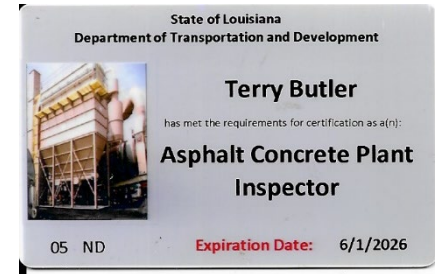 State of Louisiana
Department of Transportation and Development
Terry Butler
has met the requirements for certification as a(n):
Asphalt Concrete Plant
Inspector
05 ND
Expiration Date: 6/1/2026